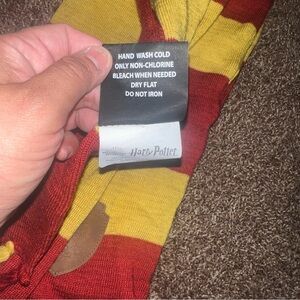 HAND WASH COLD
ONLY NON-CHLORINE
BLEACH WHEN NEEDED
DRY FLAT
DO NOT IRON
Harry Potter